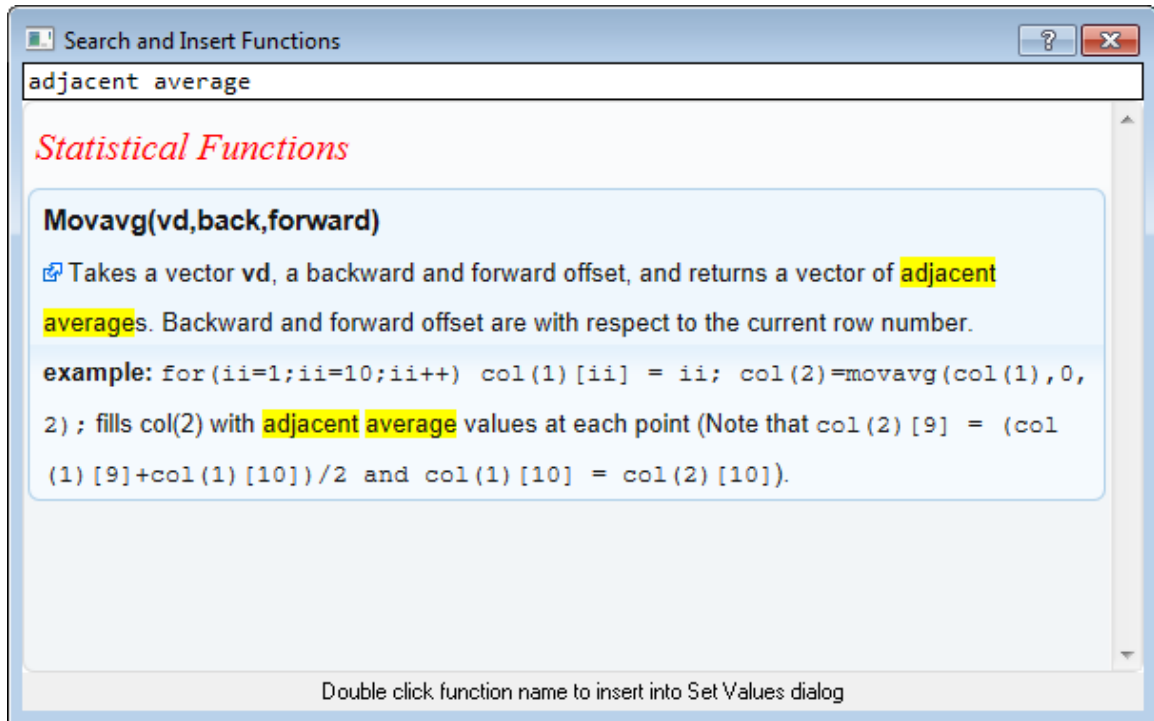 Search and Insert Functions
adjacent average
Statistical Functions
Movavg(vd,back,forward)
Takes a vector vd, a backward and forward offset, and returns a vector of adjacent
averages. Backward and forward offset are with respect to the current row number.
example: for(ii=1;ii=10;ii++) col(1)[ii] = ii; col(2)=movavg(col(1),0,
2); fills col(2) with adjacent average values at each point (Note that col(2)[9] = (col
(1)[9]+col(1)[10])/2 and col(1)[10] = col(2)[10]).
Double click function name to insert into Set Values dialog